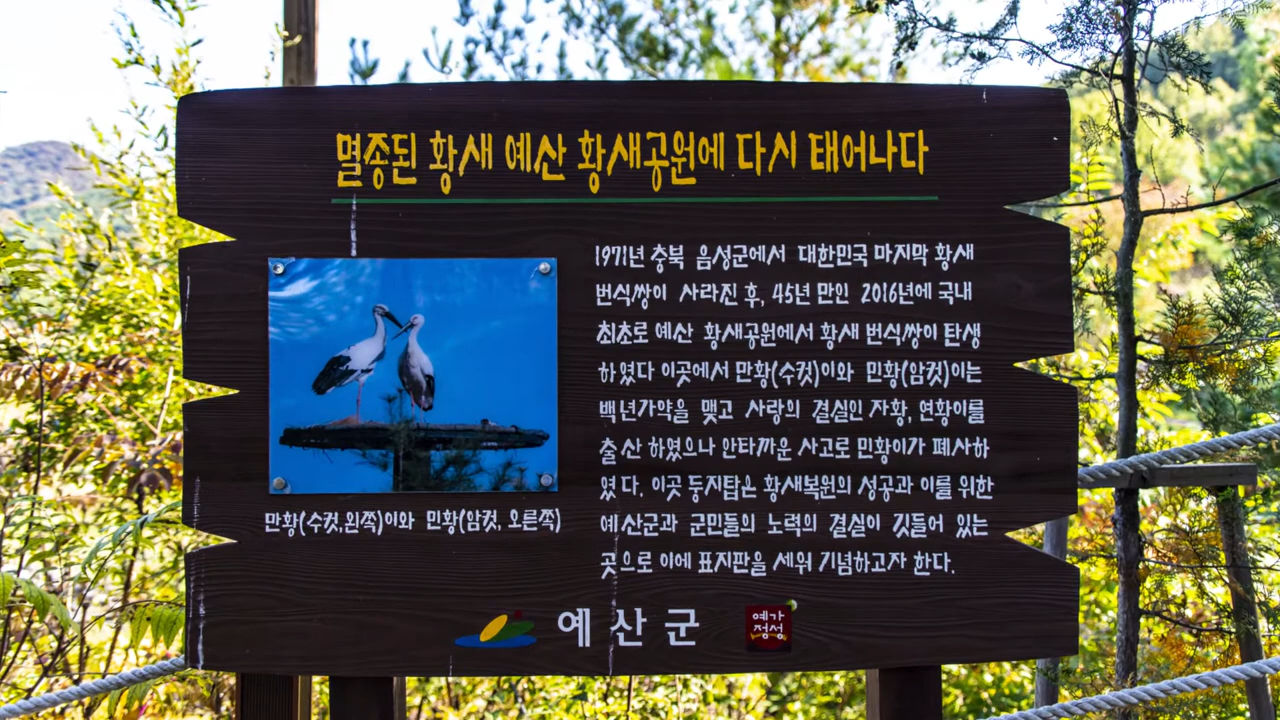 멸종된 황새 예산 황새공원에 다시 태어나다
1971년 충북 음성군에서 대한민국 마지막 황새
번식쌍이 사라진 후, 45년 만인 2016년에 국내
최초로 예산 황새공원에서 황새 번식쌍이 탄생
하였다 이곳에서 만황(수컷)이와 민황(암컷)이는
백년가약을 맺고 사랑의 결실인 자황, 연황이를
출산 하였으나 안타까운 사고로 민황이가 폐사하
였다. 이곳 둥지탑은 황새복원의 성공과 이를 위한
예산군과 군민들의 노력의 결실이 깃들어 있는
곳으로 이에 표지판을 세워 기념하고자 한다.
만황(수컷,왼쪽)이와 민황(암컷, 오른쪽)
예산군
예가
정성